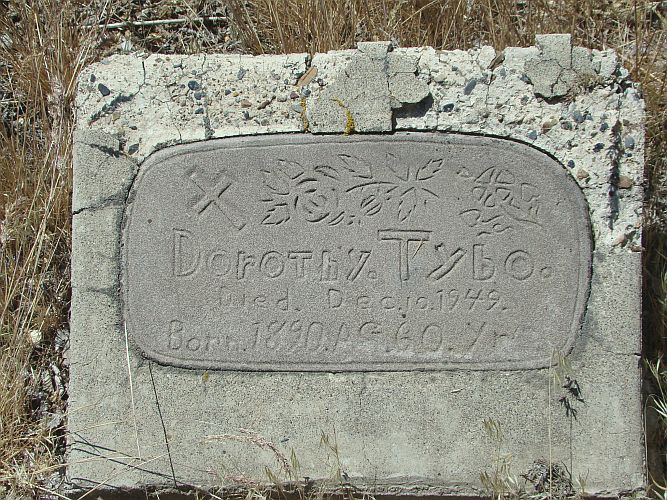 Dorothy. Tybo.
Died. Dec.10.1949.
Born.1890.AG.60.Yr